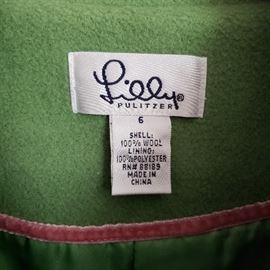 Lilly®
PULITZER
6
SHELL:
100% WOOL
LINING:
100% POLYESTER
RN# 88189
MADE IN
CHINA